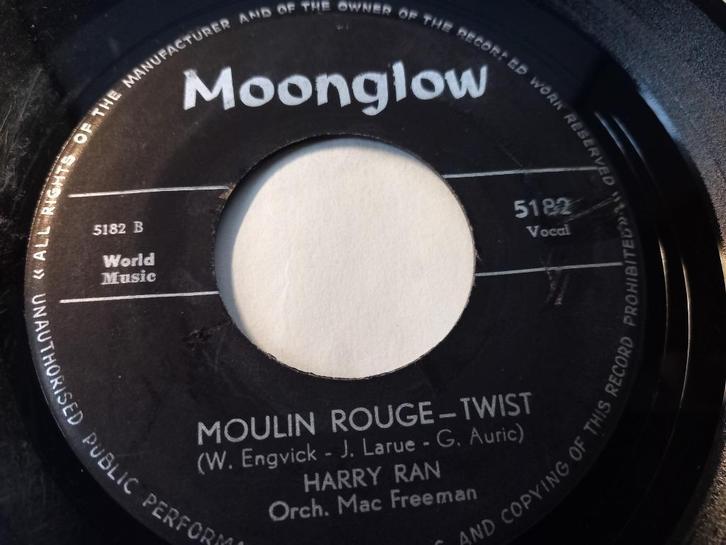 « ALL RIGHTS OF THE MANUFACTURER AND OF THE OWNER OF THE RECORDED WORK RESERVED
UNAUTHORISED PUBLIC PERFORM
AND COPYING OF THIS RECORD PROHIBITED»
Moonglow
5182 B
World
Music
5182
Vocal
MOULIN ROUGE - TWIST
(W. Engvick - J. Larue - G. Auric)
HARRY RAN
Orch. Mac Freeman